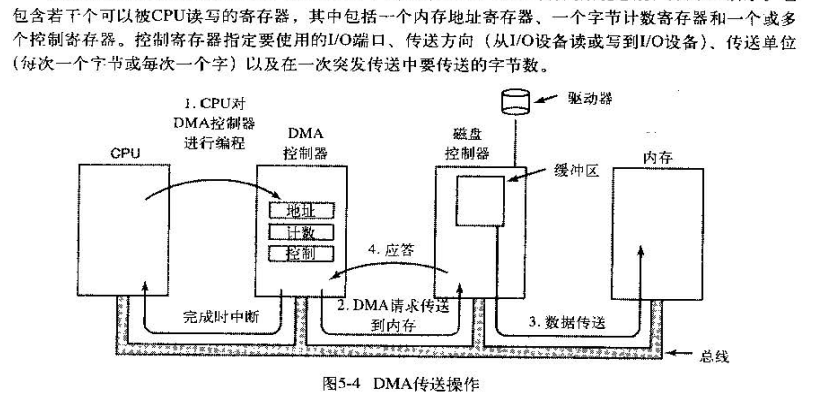 包含若干个可以被CPU读写的寄存器，其中包括一个内存地址寄存器、一个字节计数寄存器和一个或多
个控制寄存器。控制寄存器指定要使用的I/O端口、传送方向（从I/O设备读或写到I/O设备）、传送单位
（每次一个字节或每次一个字）以及在一次突发传送中要传送的字节数。
驱动器
1. CPU对
DMA控制器
进行编程
DMA
控制器
磁盘
控制器
CPU
缓冲区
内存
地址
计数
控制
4. 应答
完成时中断
2. DMA请求传送
到内存
3. 数据传送
总线
图5-4 DMA传送操作